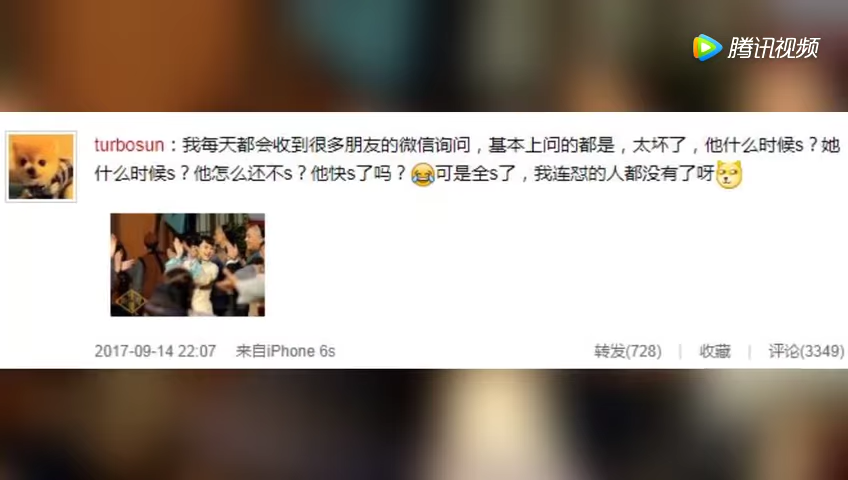 腾讯视频
turbosun：我每天都会收到很多朋友的微信询问，基本上问的都是，太坏了，他什么时候s？她
什么时候s？他怎么还不s？他快s了吗？😂可是全s了，我连怼的人都没有了呀
2017-09-14 22:07 来自iPhone 6s 转发(728) | 收藏 | 评论(3349)